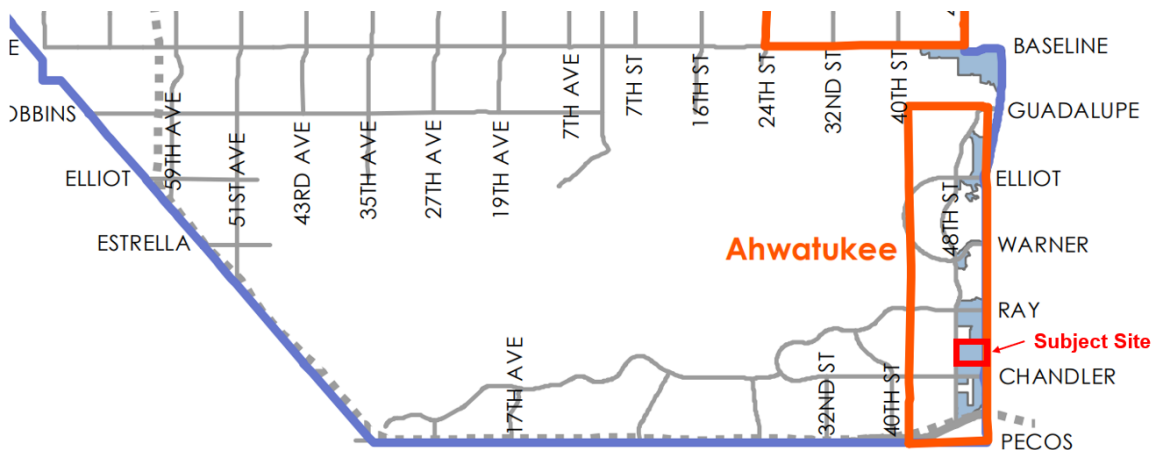 E
BASELINE
OBBINS
GUADALUPE
59TH AVE
51ST AVE
43RD AVE
35TH AVE
27TH AVE
19TH AVE
7TH AVE
7TH ST
16TH ST
24TH ST
32ND ST
40TH ST
ELLIOT
ELLIOT
48TH ST
ESTRELLA
Ahwatukee
WARNER
RAY
Subject Site
17TH AVE
32ND ST
40TH ST
CHANDLER
PECOS